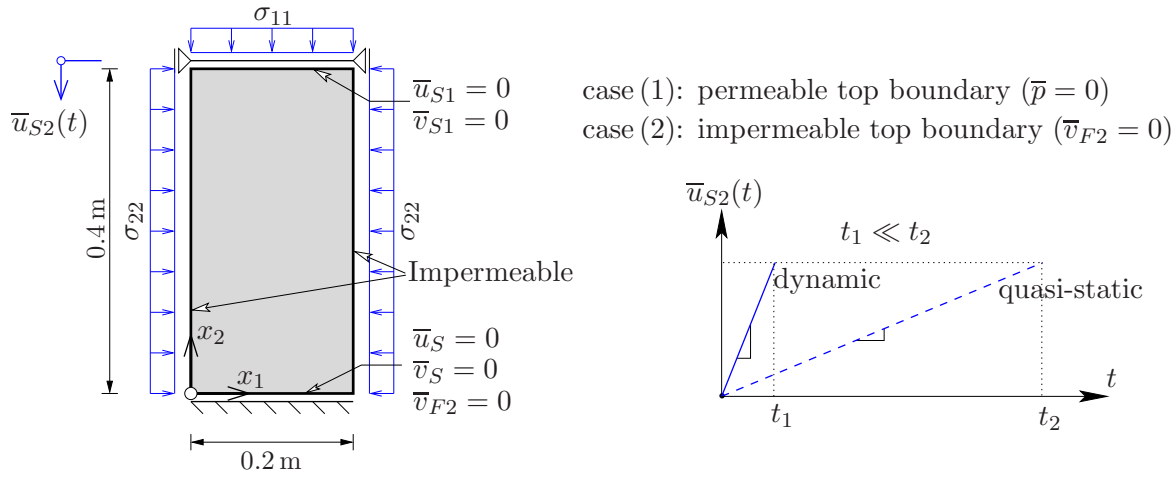 σ₁₁
ū_S2(t)
0.4 m
σ₂₂
σ₂₂
ū_S1 = 0
v̄_S1 = 0
Impermeable
x₂
x₁
ū_S = 0
v̄_S = 0
v̄_F2 = 0
0.2 m
case (1): permeable top boundary (p̄ = 0)
case (2): impermeable top boundary (v̄_F2 = 0)
ū_S2(t)
t₁ ≪ t₂
dynamic
quasi-static
t
t₁
t₂